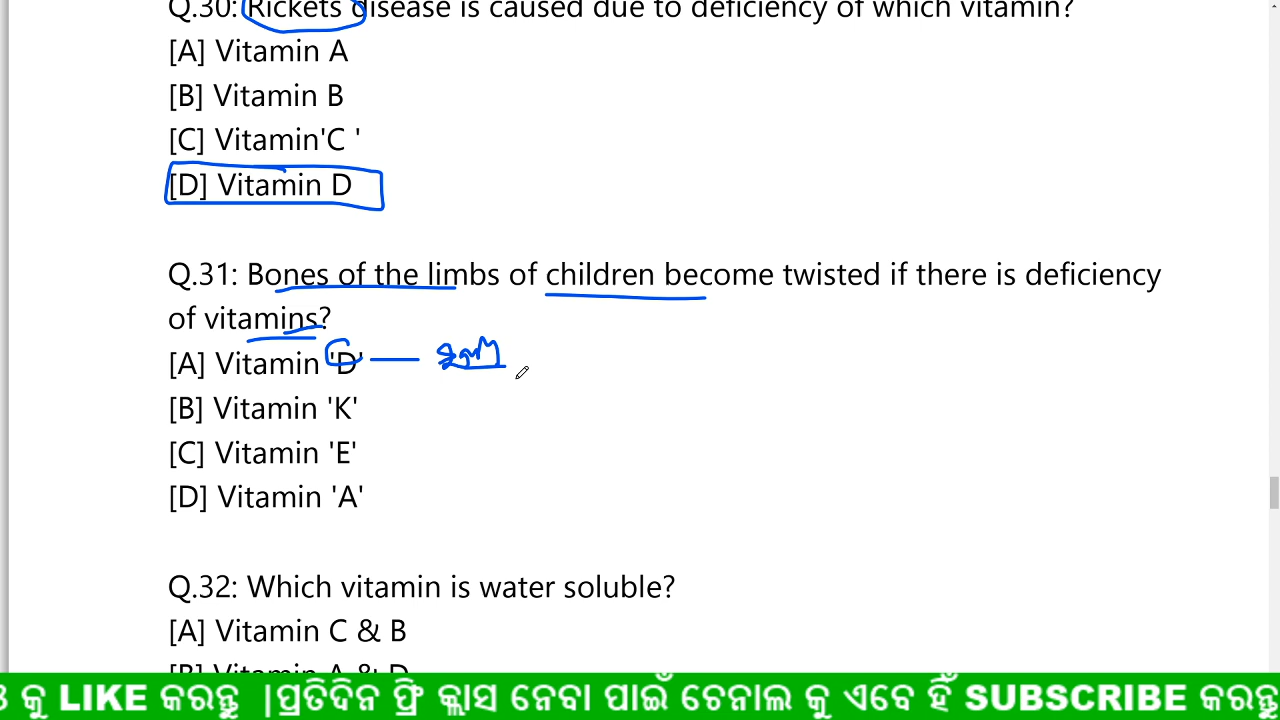 Q.30: Rickets disease is caused due to deficiency of which vitamin?
[A] Vitamin A
[B] Vitamin B
[C] Vitamin'C '
[D] Vitamin D
Q.31: Bones of the limbs of children become twisted if there is deficiency
of vitamins?
[A] Vitamin 'D'
[B] Vitamin 'K'
[C] Vitamin 'E'
[D] Vitamin 'A'
Q.32: Which vitamin is water soluble?
[A] Vitamin C & B
[B] Vitamin A & D
କୁ LIKE କରନ୍ତୁ |ପ୍ରତିଦିନ ଫ୍ରି କ୍ଲାସ ନେବା ପାଇଁ ଚେନାଲ କୁ ଏବେ ହିଁ SUBSCRIBE କରନ୍ତୁ